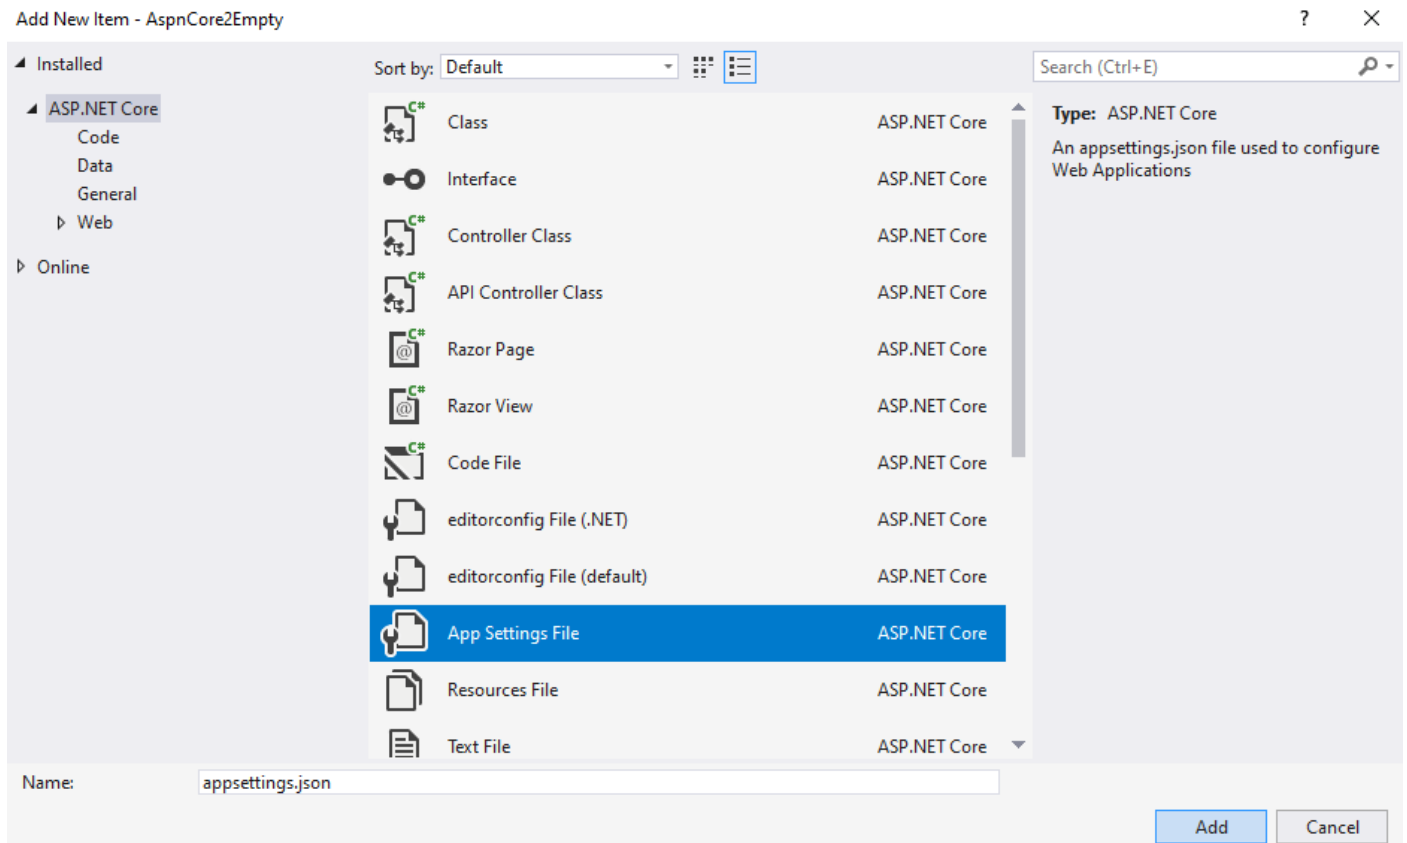 Add New Item - AspnCore2Empty
?
Installed
ASP.NET Core
Code
Data
General
Web
Online
Sort by: Default
Class ASP.NET Core
Interface ASP.NET Core
Controller Class ASP.NET Core
API Controller Class ASP.NET Core
Razor Page ASP.NET Core
Razor View ASP.NET Core
Code File ASP.NET Core
editorconfig File (.NET) ASP.NET Core
editorconfig File (default) ASP.NET Core
App Settings File ASP.NET Core
Resources File ASP.NET Core
Text File ASP.NET Core
Search (Ctrl+E)
Type: ASP.NET Core
An appsettings.json file used to configure
Web Applications
Name: appsettings.json
Add Cancel